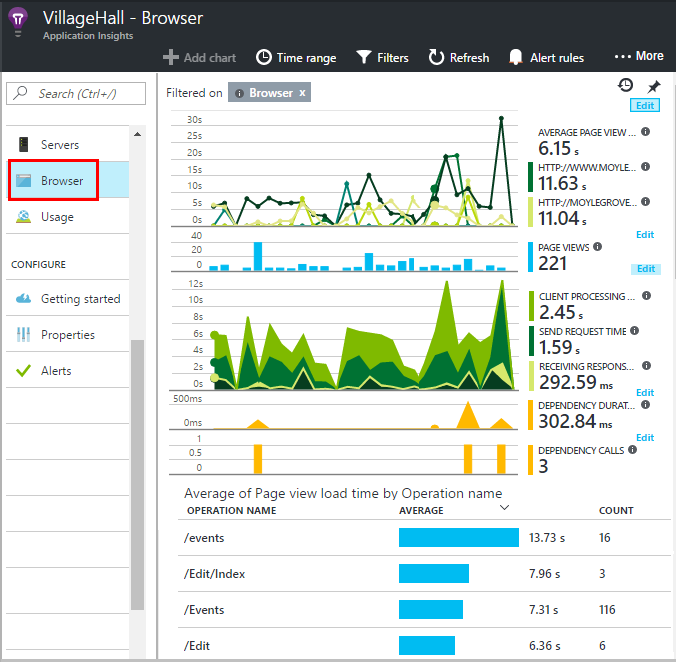 VillageHall - Browser
Application Insights
Add chart Time range Filters Refresh Alert rules ··· More
Search (Ctrl+/)
Servers
Browser
Usage
CONFIGURE
Getting started
Properties
Alerts
Filtered on Browser x
Edit
30s
25s
20s
15s
10s
5s
0s
AVERAGE PAGE VIEW ...
6.15 s
HTTP://WWW.MOYLE...
11.63 s
HTTP://MOYLEGROVE...
11.04 s
Edit
40
20
0
PAGE VIEWS
221
Edit
12s
10s
8s
6s
4s
2s
0s
CLIENT PROCESSING ...
2.45 s
SEND REQUEST TIME
1.59 s
RECEIVING RESPONS...
292.59 ms
Edit
500ms
0ms
DEPENDENCY DURAT...
302.84 ms
Edit
1
0.5
0
DEPENDENCY CALLS
3
Average of Page view load time by Operation name
OPERATION NAME AVERAGE COUNT
/events 13.73 s 16
/Edit/Index 7.96 s 3
/Events 7.31 s 116
/Edit 6.36 s 6